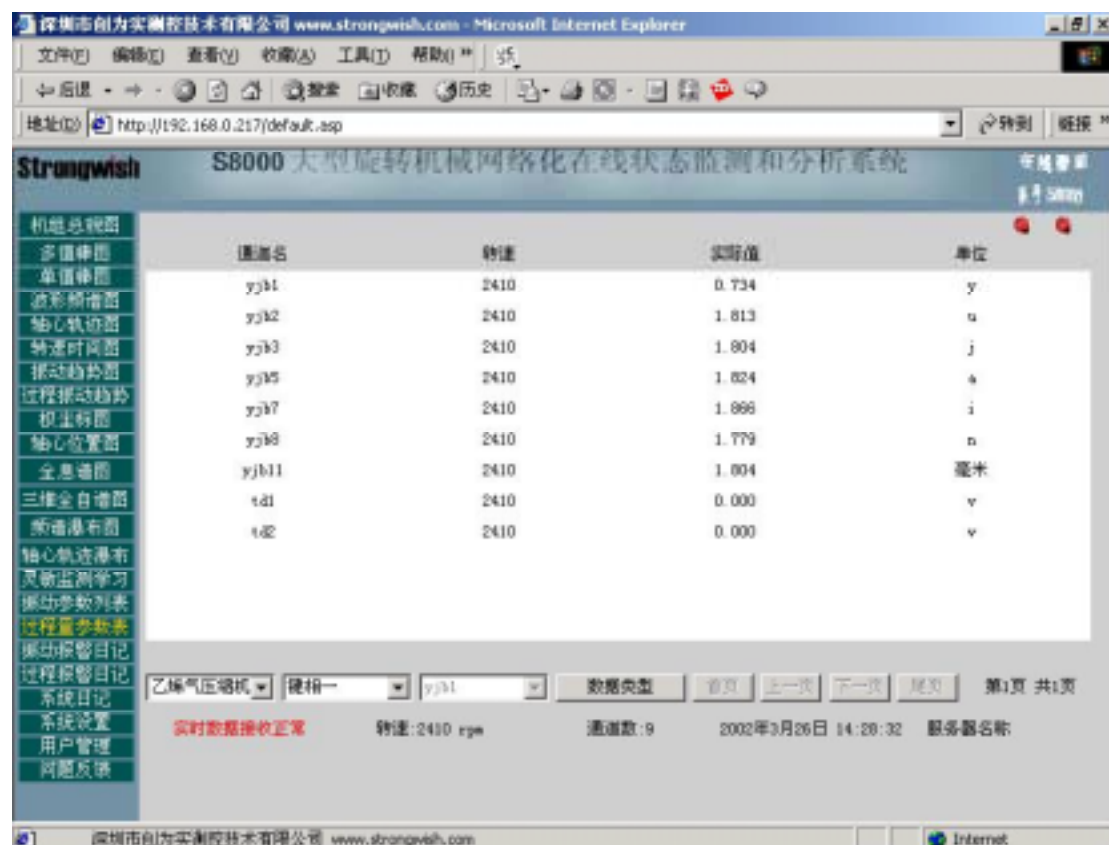 深圳市创为实测控技术有限公司 www.strongwish.com - Microsoft Internet Explorer
文件(F) 编辑(E) 查看(V) 收藏(A) 工具(T) 帮助(
后退 搜索 收藏 历史
地址(D) http://192.168.0.217/default.asp 转到 链接
Strongwish S8000 大型旋转机械网络化在线状态监测和分析系统
机组总貌图
多值棒图
单值棒图
波形频谱图
轴心轨迹图
转速时间图
振动趋势图
过程振动趋势
极坐标图
轴心位置图
全息谱图
三维全息谱图
频谱瀑布图
轴心轨迹瀑布
灵敏监测学习
振动参数列表
过程量参数表
振动报警日记
过程报警日记
系统日记
系统设置
用户管理
问题反馈
通道名 转速 实际值 单位
yjb1 2410 0.734 y
yjb2 2410 1.813 u
yjb3 2410 1.804 j
yjb5 2410 1.824
yjb7 2410 1.866 i
yjb8 2410 1.779 n
yjb11 2410 1.804 毫米
td1 2410 0.000 v
td2 2410 0.000 v
乙烯气压缩机 键相一 yjb1 数据类型 首页 上一页 下一页 尾页 第1页 共1页
实时数据接收正常 转速:2410 rpm 通道数:9 2002年3月26日 14:28:32 服务器名称
深圳市创为实测控技术有限公司 www.strongwish.com Internet